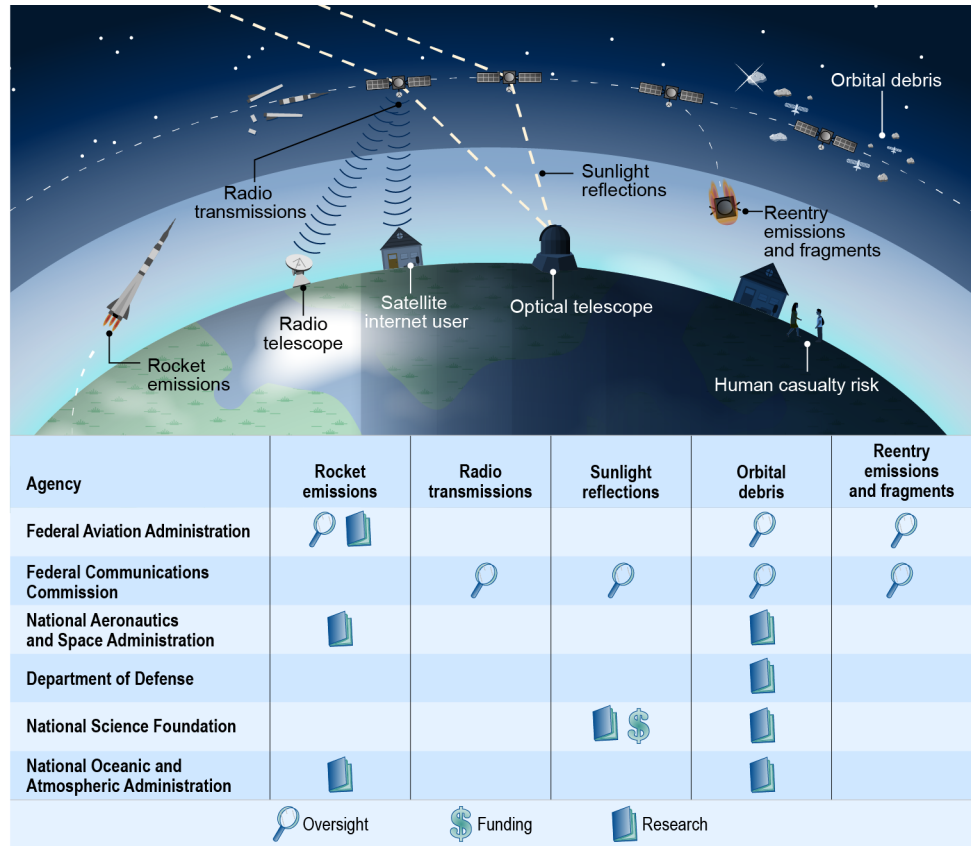 Orbital debris
Sunlight
reflections
Radio
transmissions
Reentry
emissions
and fragments
Satellite
internet user
Optical telescope
Radio
telescope
Rocket
emissions
Human casualty risk
Agency
Rocket
emissions
Radio
transmissions
Sunlight
reflections
Orbital
debris
Reentry
emissions
and fragments
Federal Aviation Administration
Federal Communications
Commission
National Aeronautics
and Space Administration
Department of Defense
National Science Foundation
$
National Oceanic and
Atmospheric Administration
Oversight
$ Funding
Research